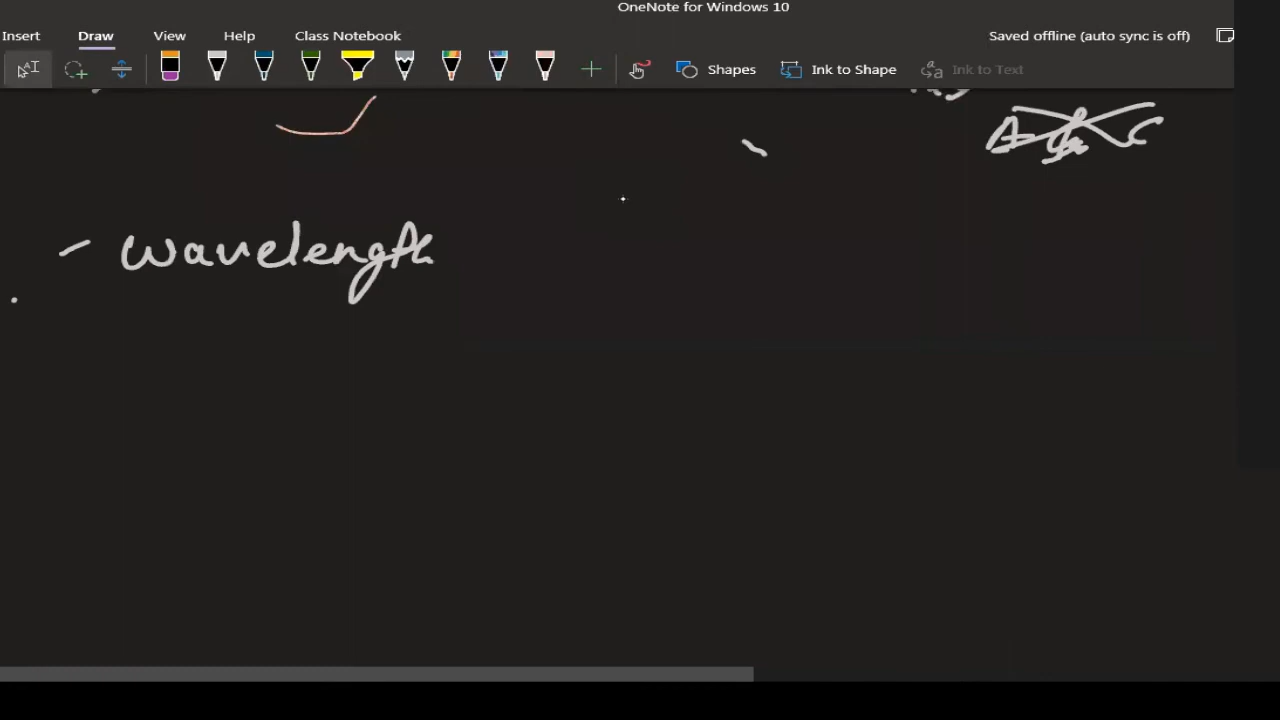 OneNote for Windows 10
Insert Draw View Help Class Notebook Saved offline (auto sync is off)
Shapes Ink to Shape Ink to Text
- wavelength